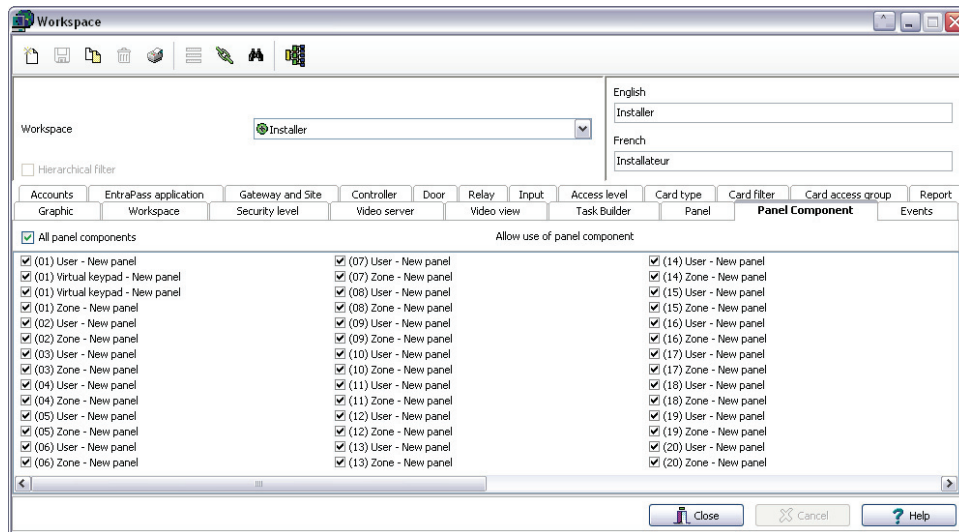 Workspace
English
Installer
Workspace
Installer
French
Installateur
Hierarchical filter
Accounts EntraPass application Gateway and Site Controller Door Relay Input Access level Card type Card filter Card access group Report
Graphic Workspace Security level Video server Video view Task Builder Panel Panel Component Events
All panel components Allow use of panel component
(01) User - New panel (07) User - New panel (14) User - New panel
(01) Virtual keypad - New panel (07) Zone - New panel (14) Zone - New panel
(01) Virtual keypad - New panel (08) User - New panel (15) User - New panel
(01) Zone - New panel (08) Zone - New panel (15) Zone - New panel
(02) User - New panel (09) User - New panel (16) User - New panel
(02) Zone - New panel (09) Zone - New panel (16) Zone - New panel
(03) User - New panel (10) User - New panel (17) User - New panel
(03) Zone - New panel (10) Zone - New panel (17) Zone - New panel
(04) User - New panel (11) User - New panel (18) User - New panel
(04) Zone - New panel (11) Zone - New panel (18) Zone - New panel
(05) User - New panel (12) User - New panel (19) User - New panel
(05) Zone - New panel (12) Zone - New panel (19) Zone - New panel
(06) User - New panel (13) User - New panel (20) User - New panel
(06) Zone - New panel (13) Zone - New panel (20) Zone - New panel
Close Cancel Help